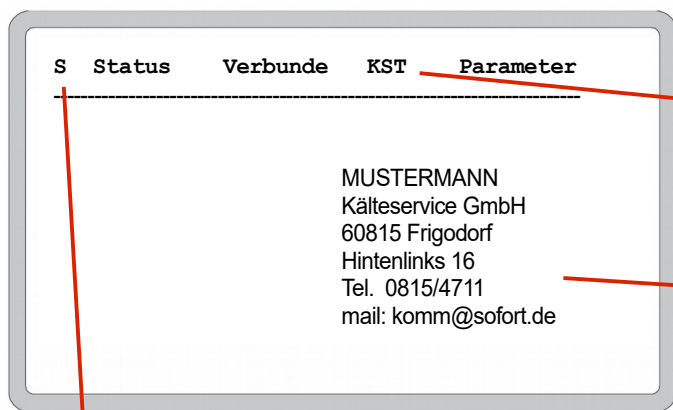 S Status Verbunde KST Parameter
MUSTERMANN
Kälteservice GmbH
60815 Frigodorf
Hintenlinks 16
Tel. 0815/4711
mail: komm@sofort.de